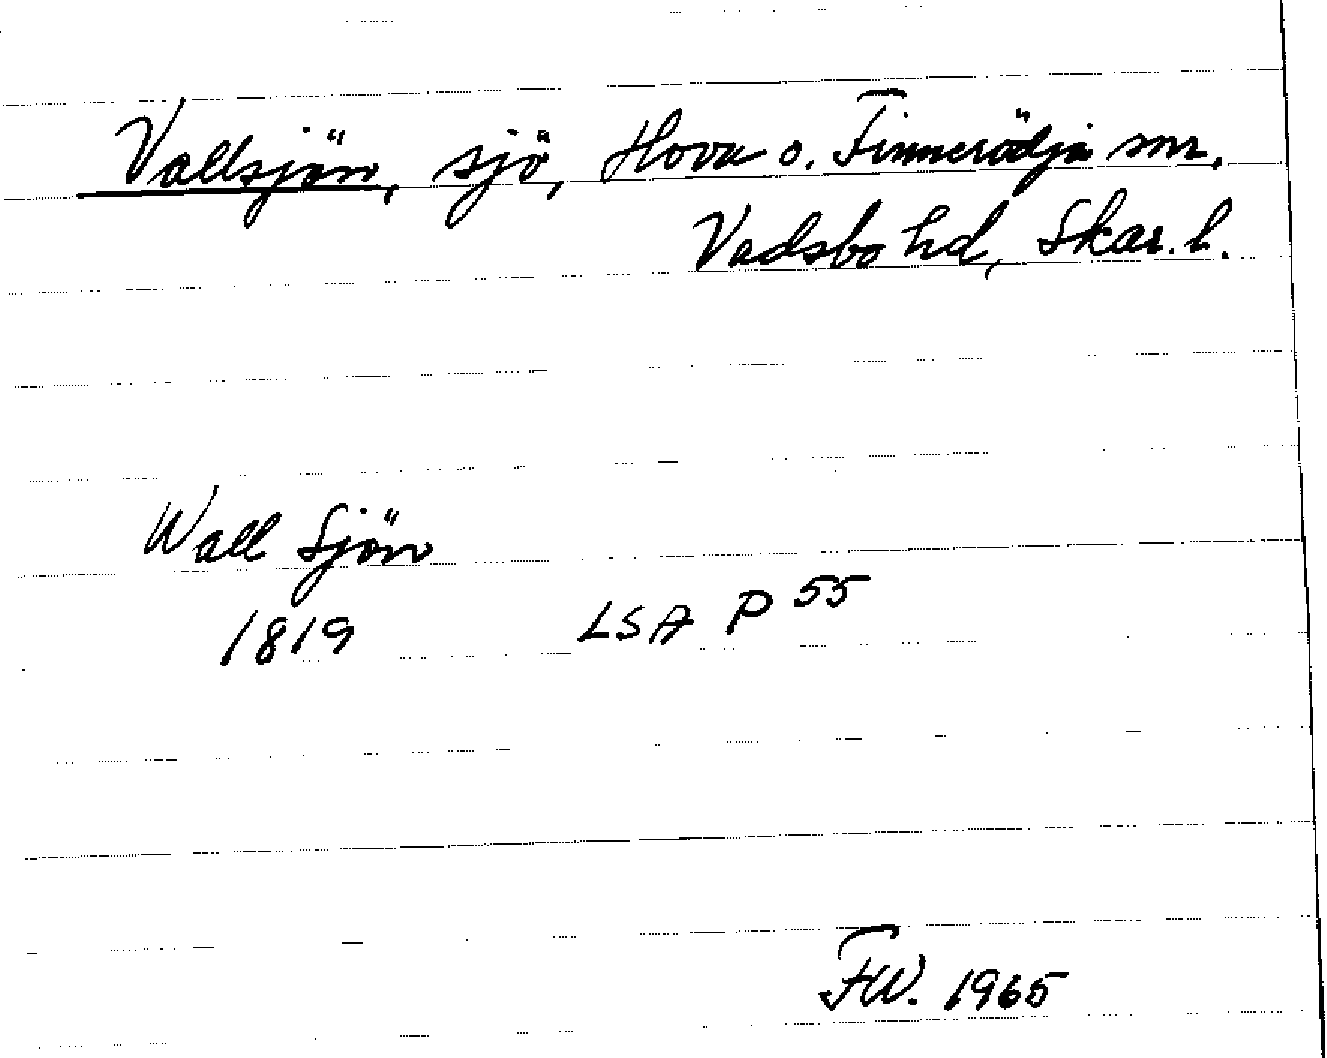 Vallsjön, sjö, Hova o. Finnerödja snr,
Vadsbo hd, Skar. l.
Wall Sjön
1819 LSA P 55
FW. 1965